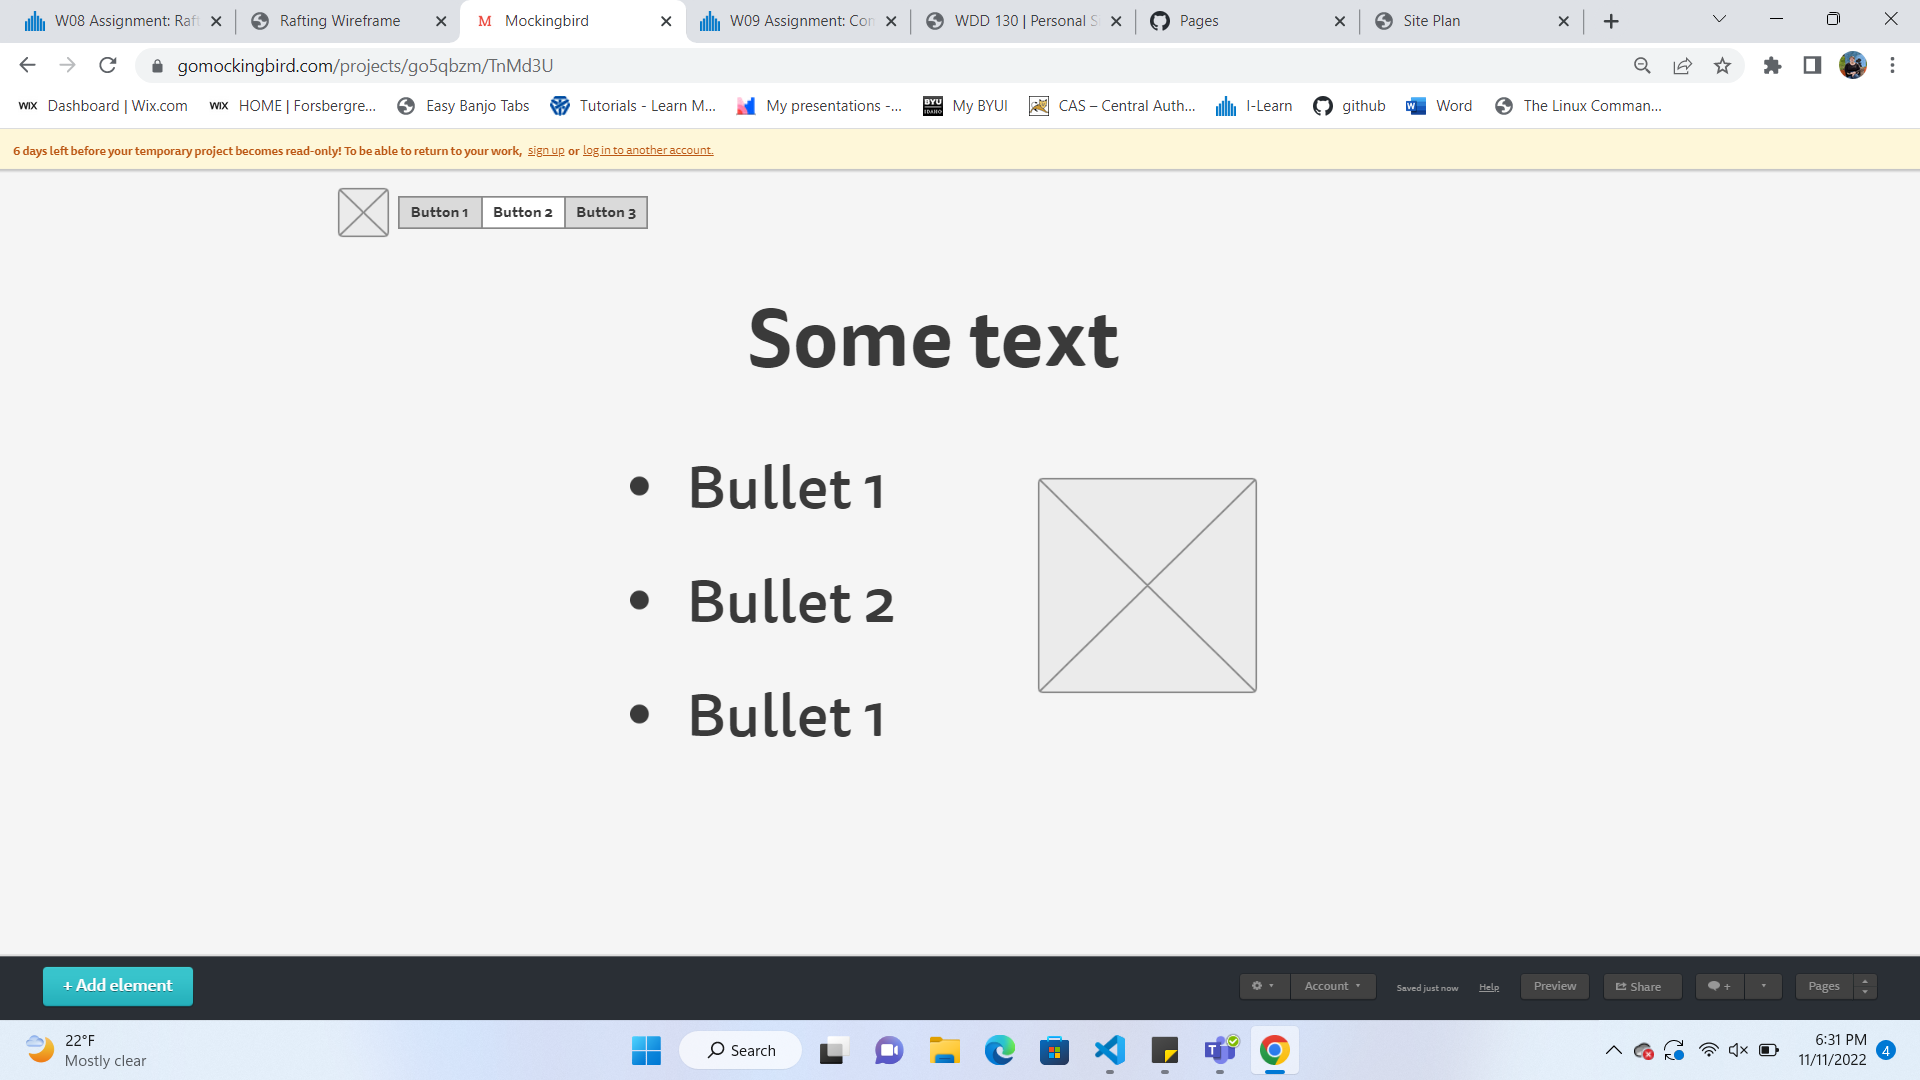 W08 Assignment: Raft
Rafting Wireframe
M Mockingbird
W09 Assignment: Con
WDD 130 | Personal S
Pages
Site Plan
gomockingbird.com/projects/go5qbzm/TnMd3U
WIX Dashboard | Wix.com
WIX HOME | Forsbergre...
Easy Banjo Tabs
Tutorials - Learn M...
My presentations -...
BYU IDAHO My BYUI
CAS – Central Auth...
I-Learn
github
W Word
The Linux Comman...
6 days left before your temporary project becomes read-only! To be able to return to your work, sign up or log in to another account.
Button 1 Button 2 Button 3
Some text
• Bullet 1
• Bullet 2
• Bullet 1
+ Add element
Account
Saved just now
Help
Preview
Share
+
Pages
22°F
Mostly clear
Search
6:31 PM
11/11/2022
4